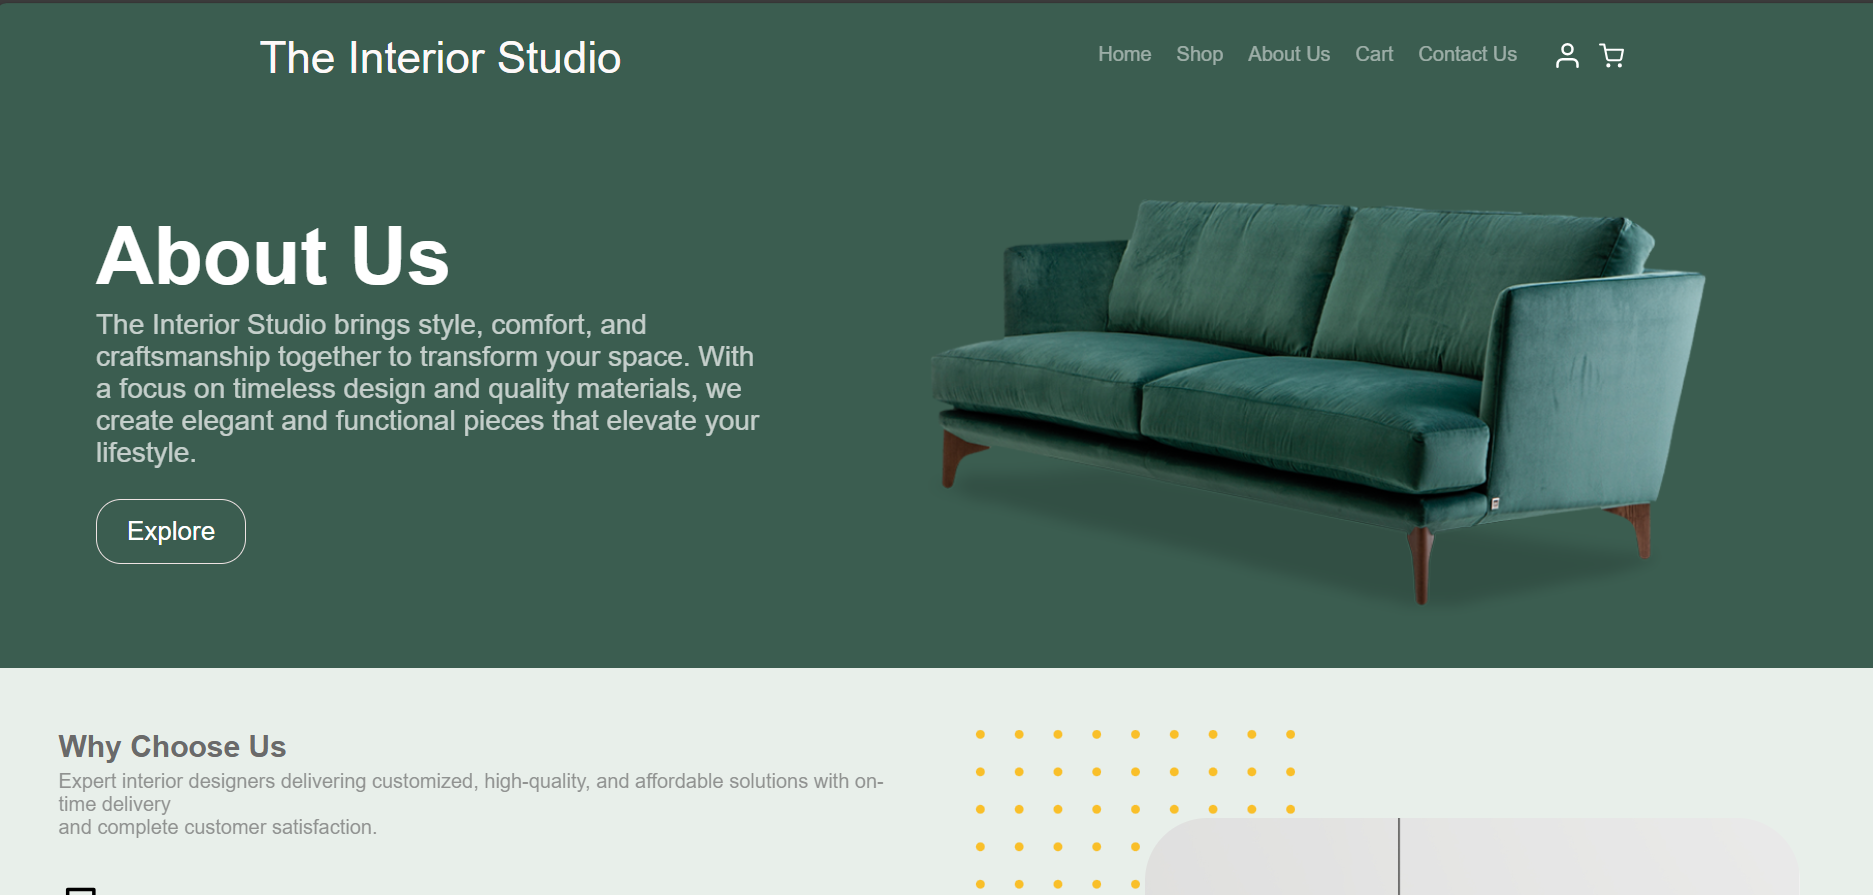 The Interior Studio
Home Shop About Us Cart Contact Us
About Us
The Interior Studio brings style, comfort, and
craftsmanship together to transform your space. With
a focus on timeless design and quality materials, we
create elegant and functional pieces that elevate your
lifestyle.
Explore
Why Choose Us
Expert interior designers delivering customized, high-quality, and affordable solutions with on-
time delivery
and complete customer satisfaction.